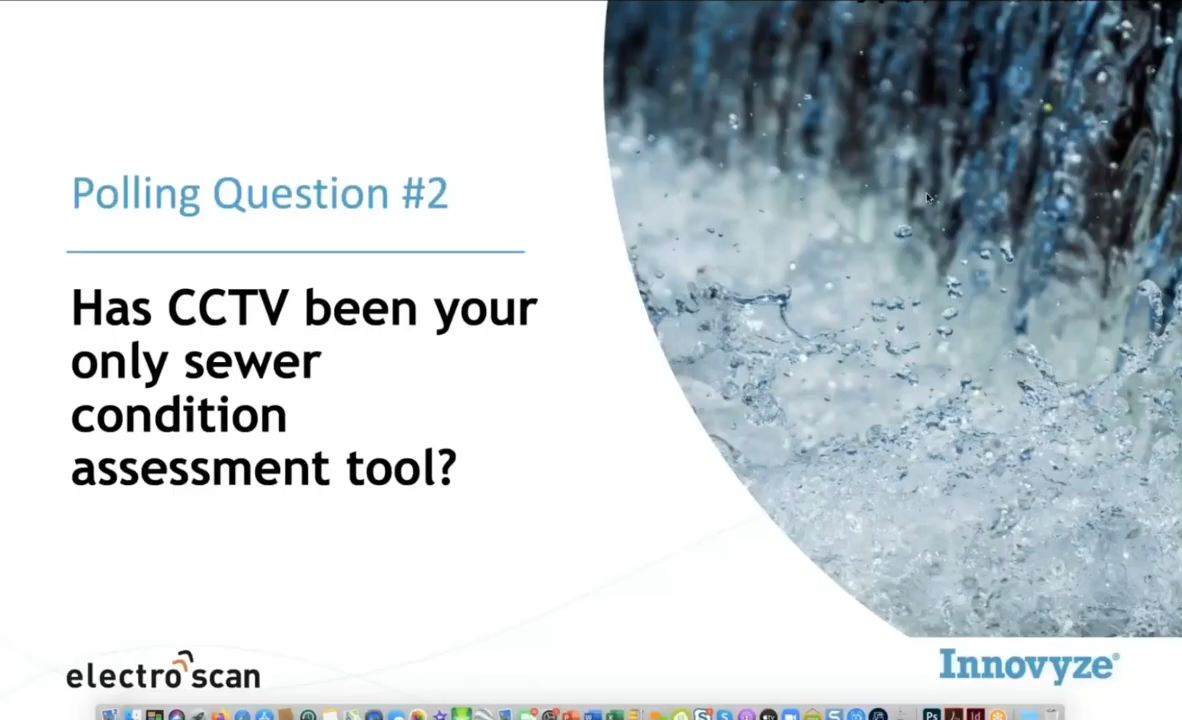 Polling Question #2
Has CCTV been your
only sewer
condition
assessment tool?
electro scan
Innovyze®